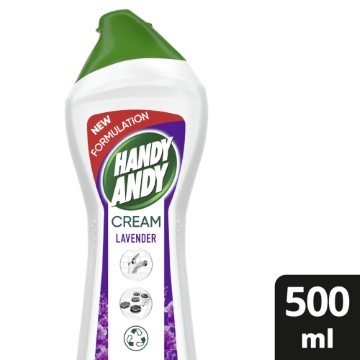 NEW
FORMULATION
HANDY
ANDY
CREAM
LAVENDER
500
ml